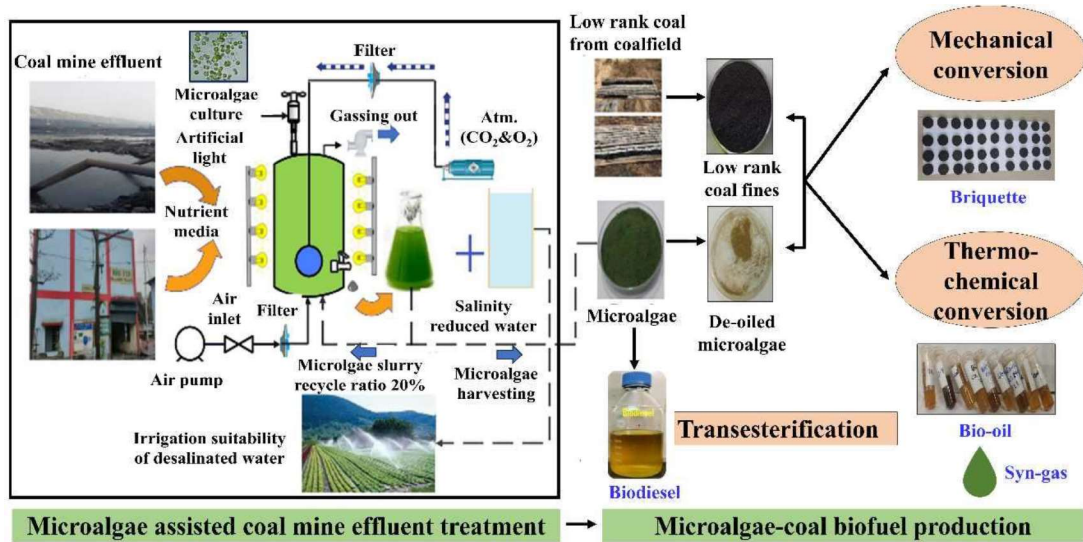 Coal mine effluent
Microalgae
culture
Artificial
light
Nutrient
media
Filter
Gassing out
Atm.
(CO₂&O₂)
Air
inlet
Filter
Air pump
Salinity
reduced water
Microlgae slurry
recycle ratio 20%
Microalgae
harvesting
Irrigation suitability
of desalinated water
Microalgae assisted coal mine effluent treatment
Low rank coal
from coalfield
Low rank
coal fines
Microalgae
De-oiled
microalgae
Biodiesel
Biodiesel
Transesterification
Mechanical
conversion
Briquette
Thermo-
chemical
conversion
Bio-oil
Syn-gas
Microalgae-coal biofuel production